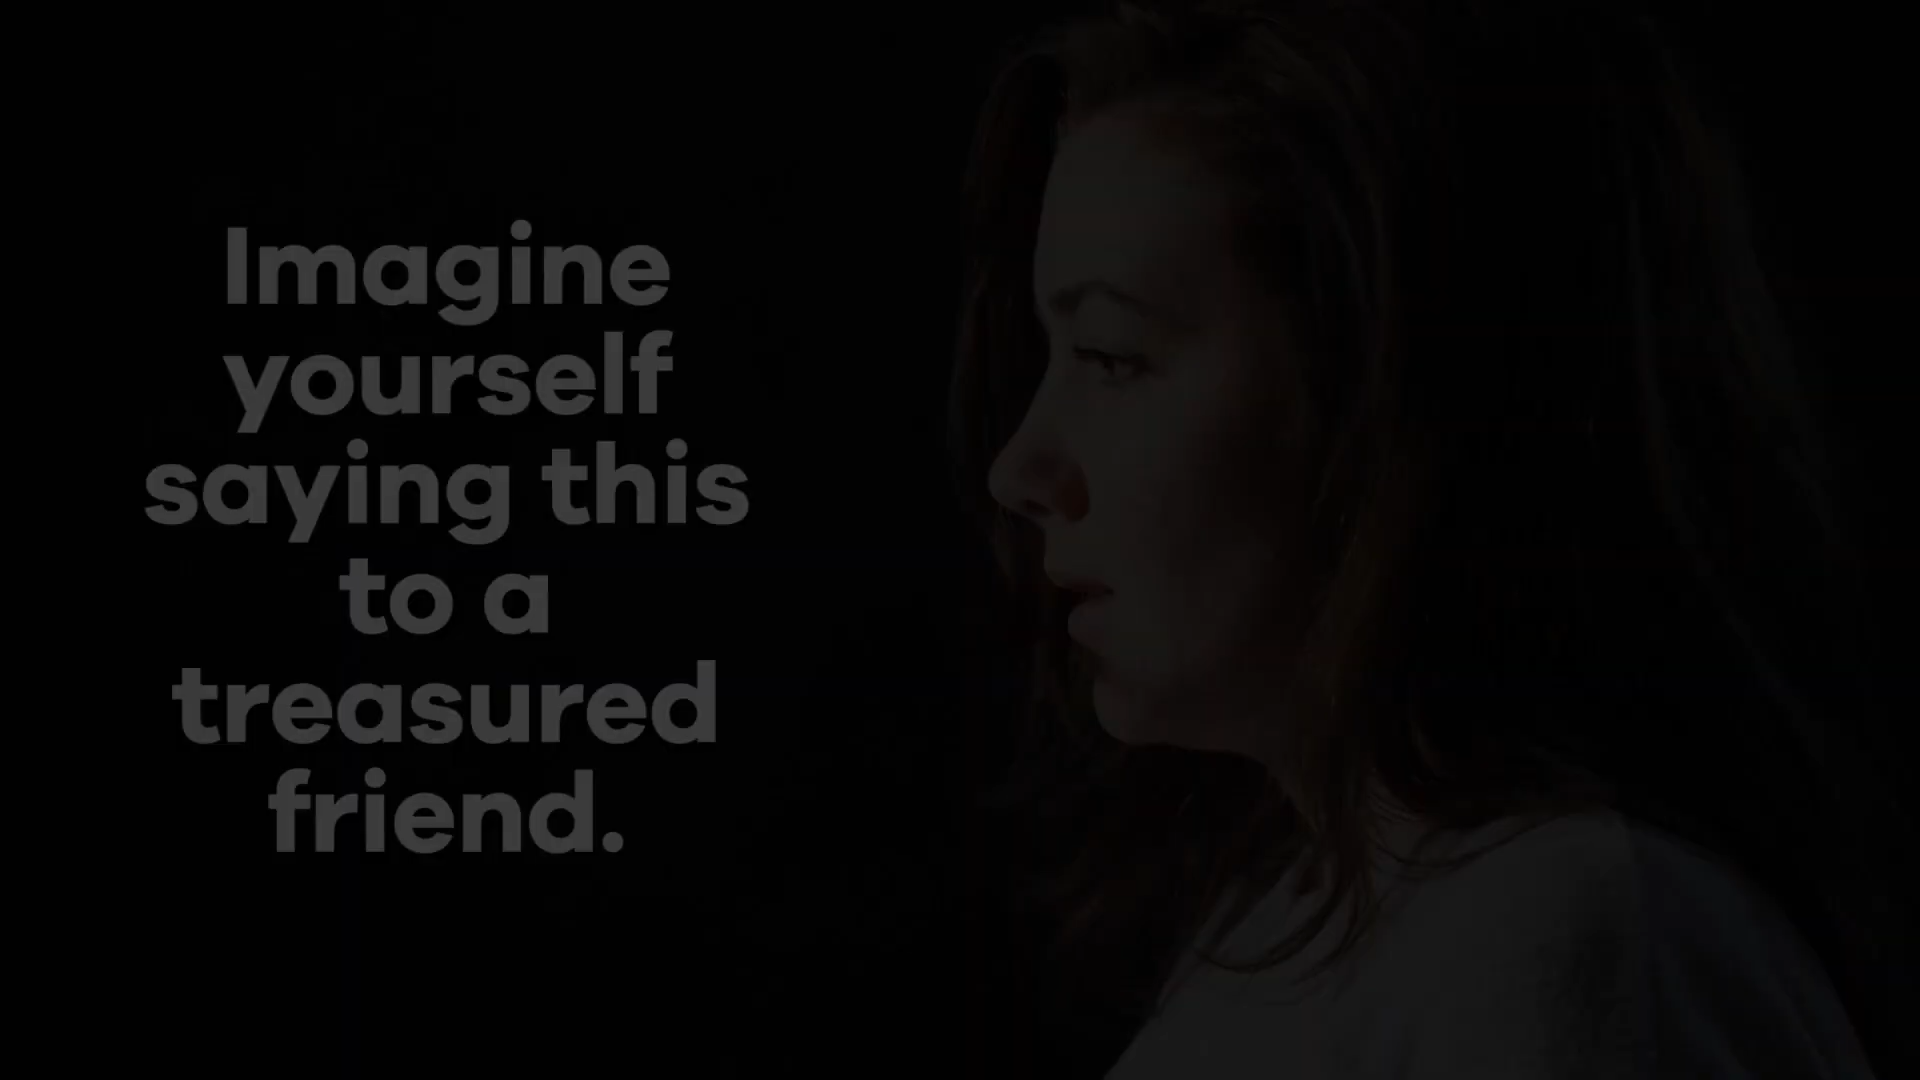 Imagine
yourself
saying this
to a
treasured
friend.